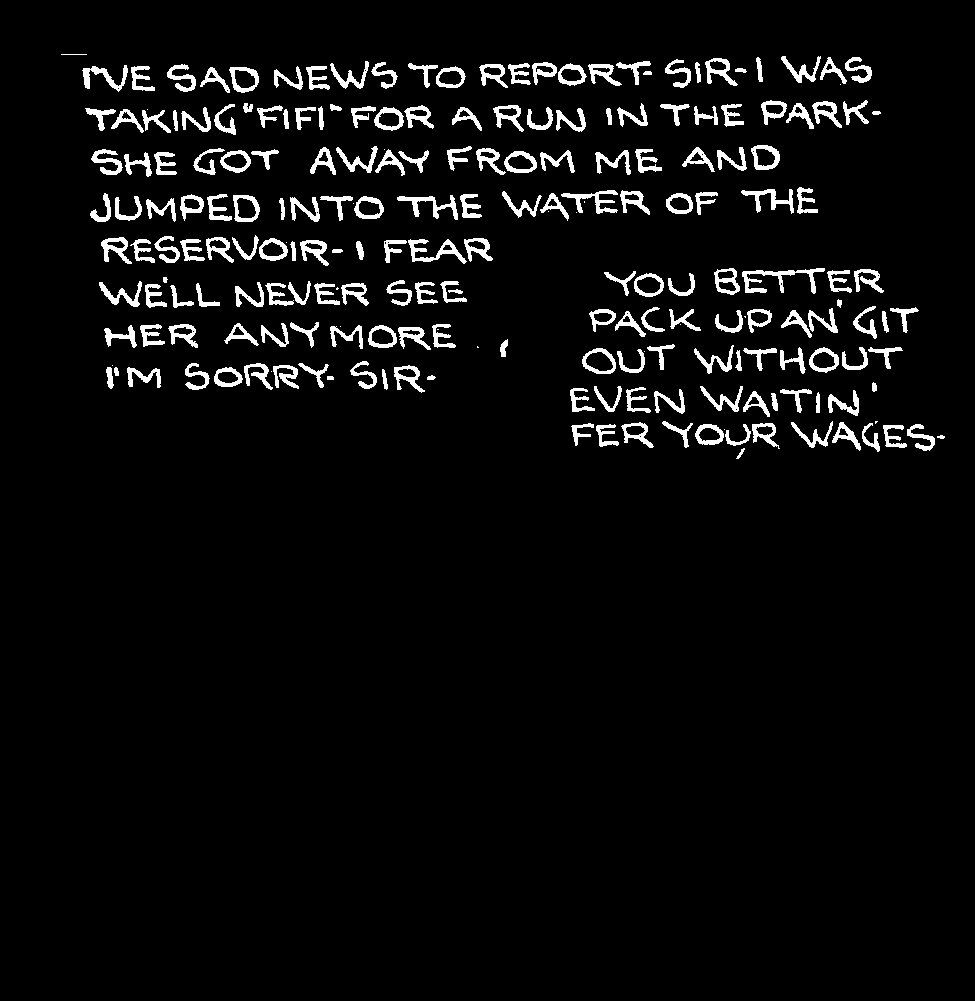 I'VE SAD NEWS TO REPORT- SIR- I WAS
TAKING "FIFI" FOR A RUN IN THE PARK-
SHE GOT AWAY FROM ME AND
JUMPED INTO THE WATER OF THE
RESERVOIR- I FEAR
WE'LL NEVER SEE
HER ANYMORE
I'M SORRY- SIR-
YOU BETTER
PACK UP AN' GIT
OUT WITHOUT
EVEN WAITIN'
FER YOUR WAGES-